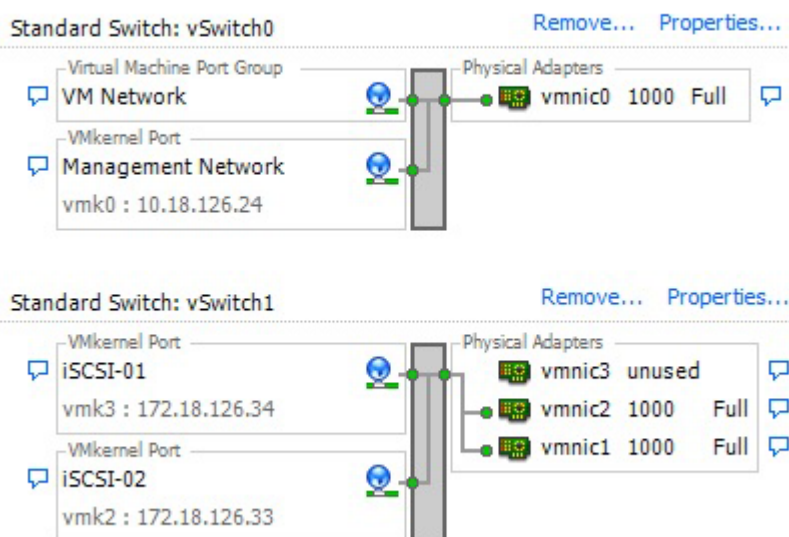 Standard Switch: vSwitch0 Remove... Properties...
Virtual Machine Port Group Physical Adapters
VM Network vmnic0 1000 Full
VMkernel Port
Management Network
vmk0 : 10.18.126.24
Standard Switch: vSwitch1 Remove... Properties...
VMkernel Port Physical Adapters
iSCSI-01 vmnic3 unused
vmk3 : 172.18.126.34 vmnic2 1000 Full
VMkernel Port vmnic1 1000 Full
iSCSI-02
vmk2 : 172.18.126.33